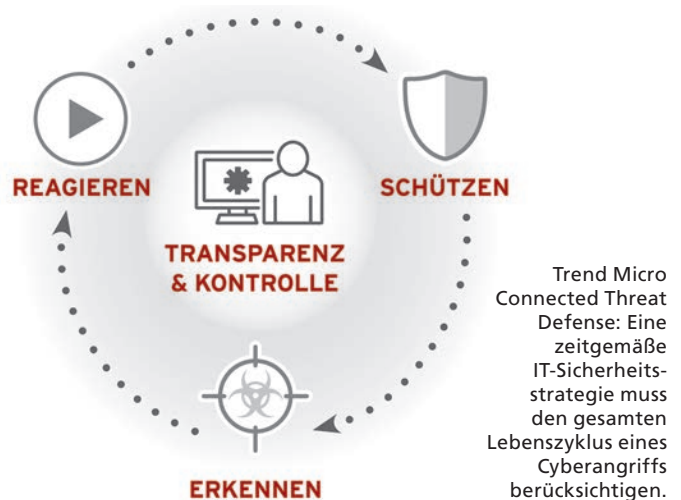 REAGIEREN
SCHÜTZEN
TRANSPARENZ
& KONTROLLE
ERKENNEN
Trend Micro
Connected Threat
Defense: Eine
zeitgemäße
IT-Sicherheits-
strategie muss
den gesamten
Lebenszyklus eines
Cyberangriffs
berücksichtigen.